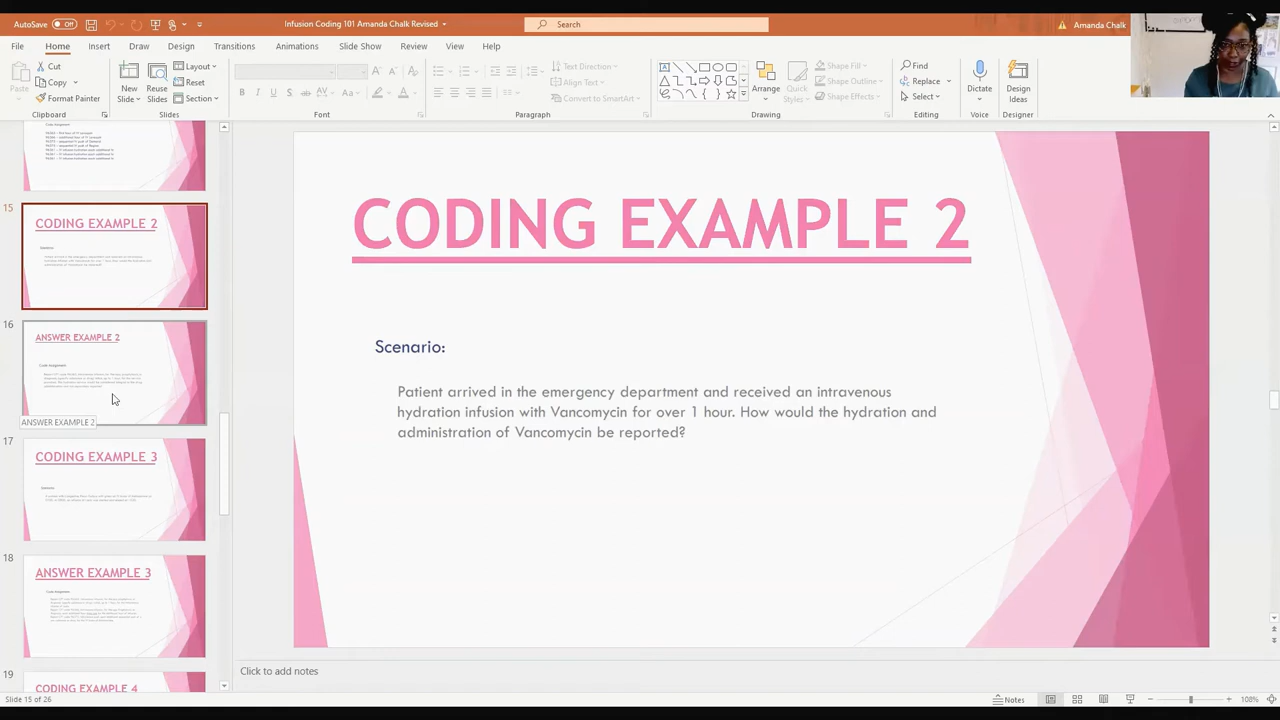 AutoSave Off
Infusion Coding 101 Amanda Chalk Revised
Search
Amanda Chalk
File Home Insert Draw Design Transitions Animations Slide Show Review View Help
Cut
Copy
Format Painter
Paste
Clipboard
New Slide
Reuse Slides
Layout
Reset
Section
Slides
Font
Text Direction
Align Text
Convert to SmartArt
Paragraph
Arrange
Quick Styles
Shape Fill
Shape Outline
Shape Effects
Drawing
Find
Replace
Select
Editing
Dictate
Voice
Design Ideas
Designer
15
CODING EXAMPLE 2
16
ANSWER EXAMPLE 2
ANSWER EXAMPLE 2
17
CODING EXAMPLE 3
18
ANSWER EXAMPLE 3
19
CODING EXAMPLE 4
CODING EXAMPLE 2
Scenario:
Patient arrived in the emergency department and received an intravenous
hydration infusion with Vancomycin for over 1 hour. How would the hydration and
administration of Vancomycin be reported?
Click to add notes
Slide 15 of 26
Notes
108%